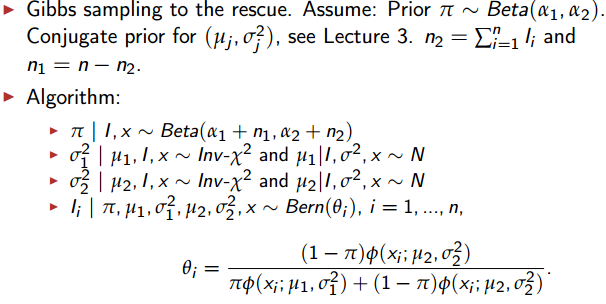 ▶ Gibbs sampling to the rescue. Assume: Prior π ∼ Beta(α₁, α₂).
Conjugate prior for (μⱼ, σⱼ²), see Lecture 3. n₂ = ∑ᵢ₌₁ⁿ Iᵢ and
n₁ = n − n₂.
▶ Algorithm:
▶ π | I, x ∼ Beta(α₁ + n₁, α₂ + n₂)
▶ σ₁² | μ₁, I, x ∼ Inv-χ² and μ₁|I, σ², x ∼ N
▶ σ₂² | μ₂, I, x ∼ Inv-χ² and μ₂|I, σ², x ∼ N
▶ Iᵢ | π, μ₁, σ₁², μ₂, σ₂², x ∼ Bern(θᵢ), i = 1, ..., n,
θᵢ = (1 − π)φ(xᵢ; μ₂, σ₂²) / πφ(xᵢ; μ₁, σ₁²) + (1 − π)φ(xᵢ; μ₂, σ₂²).